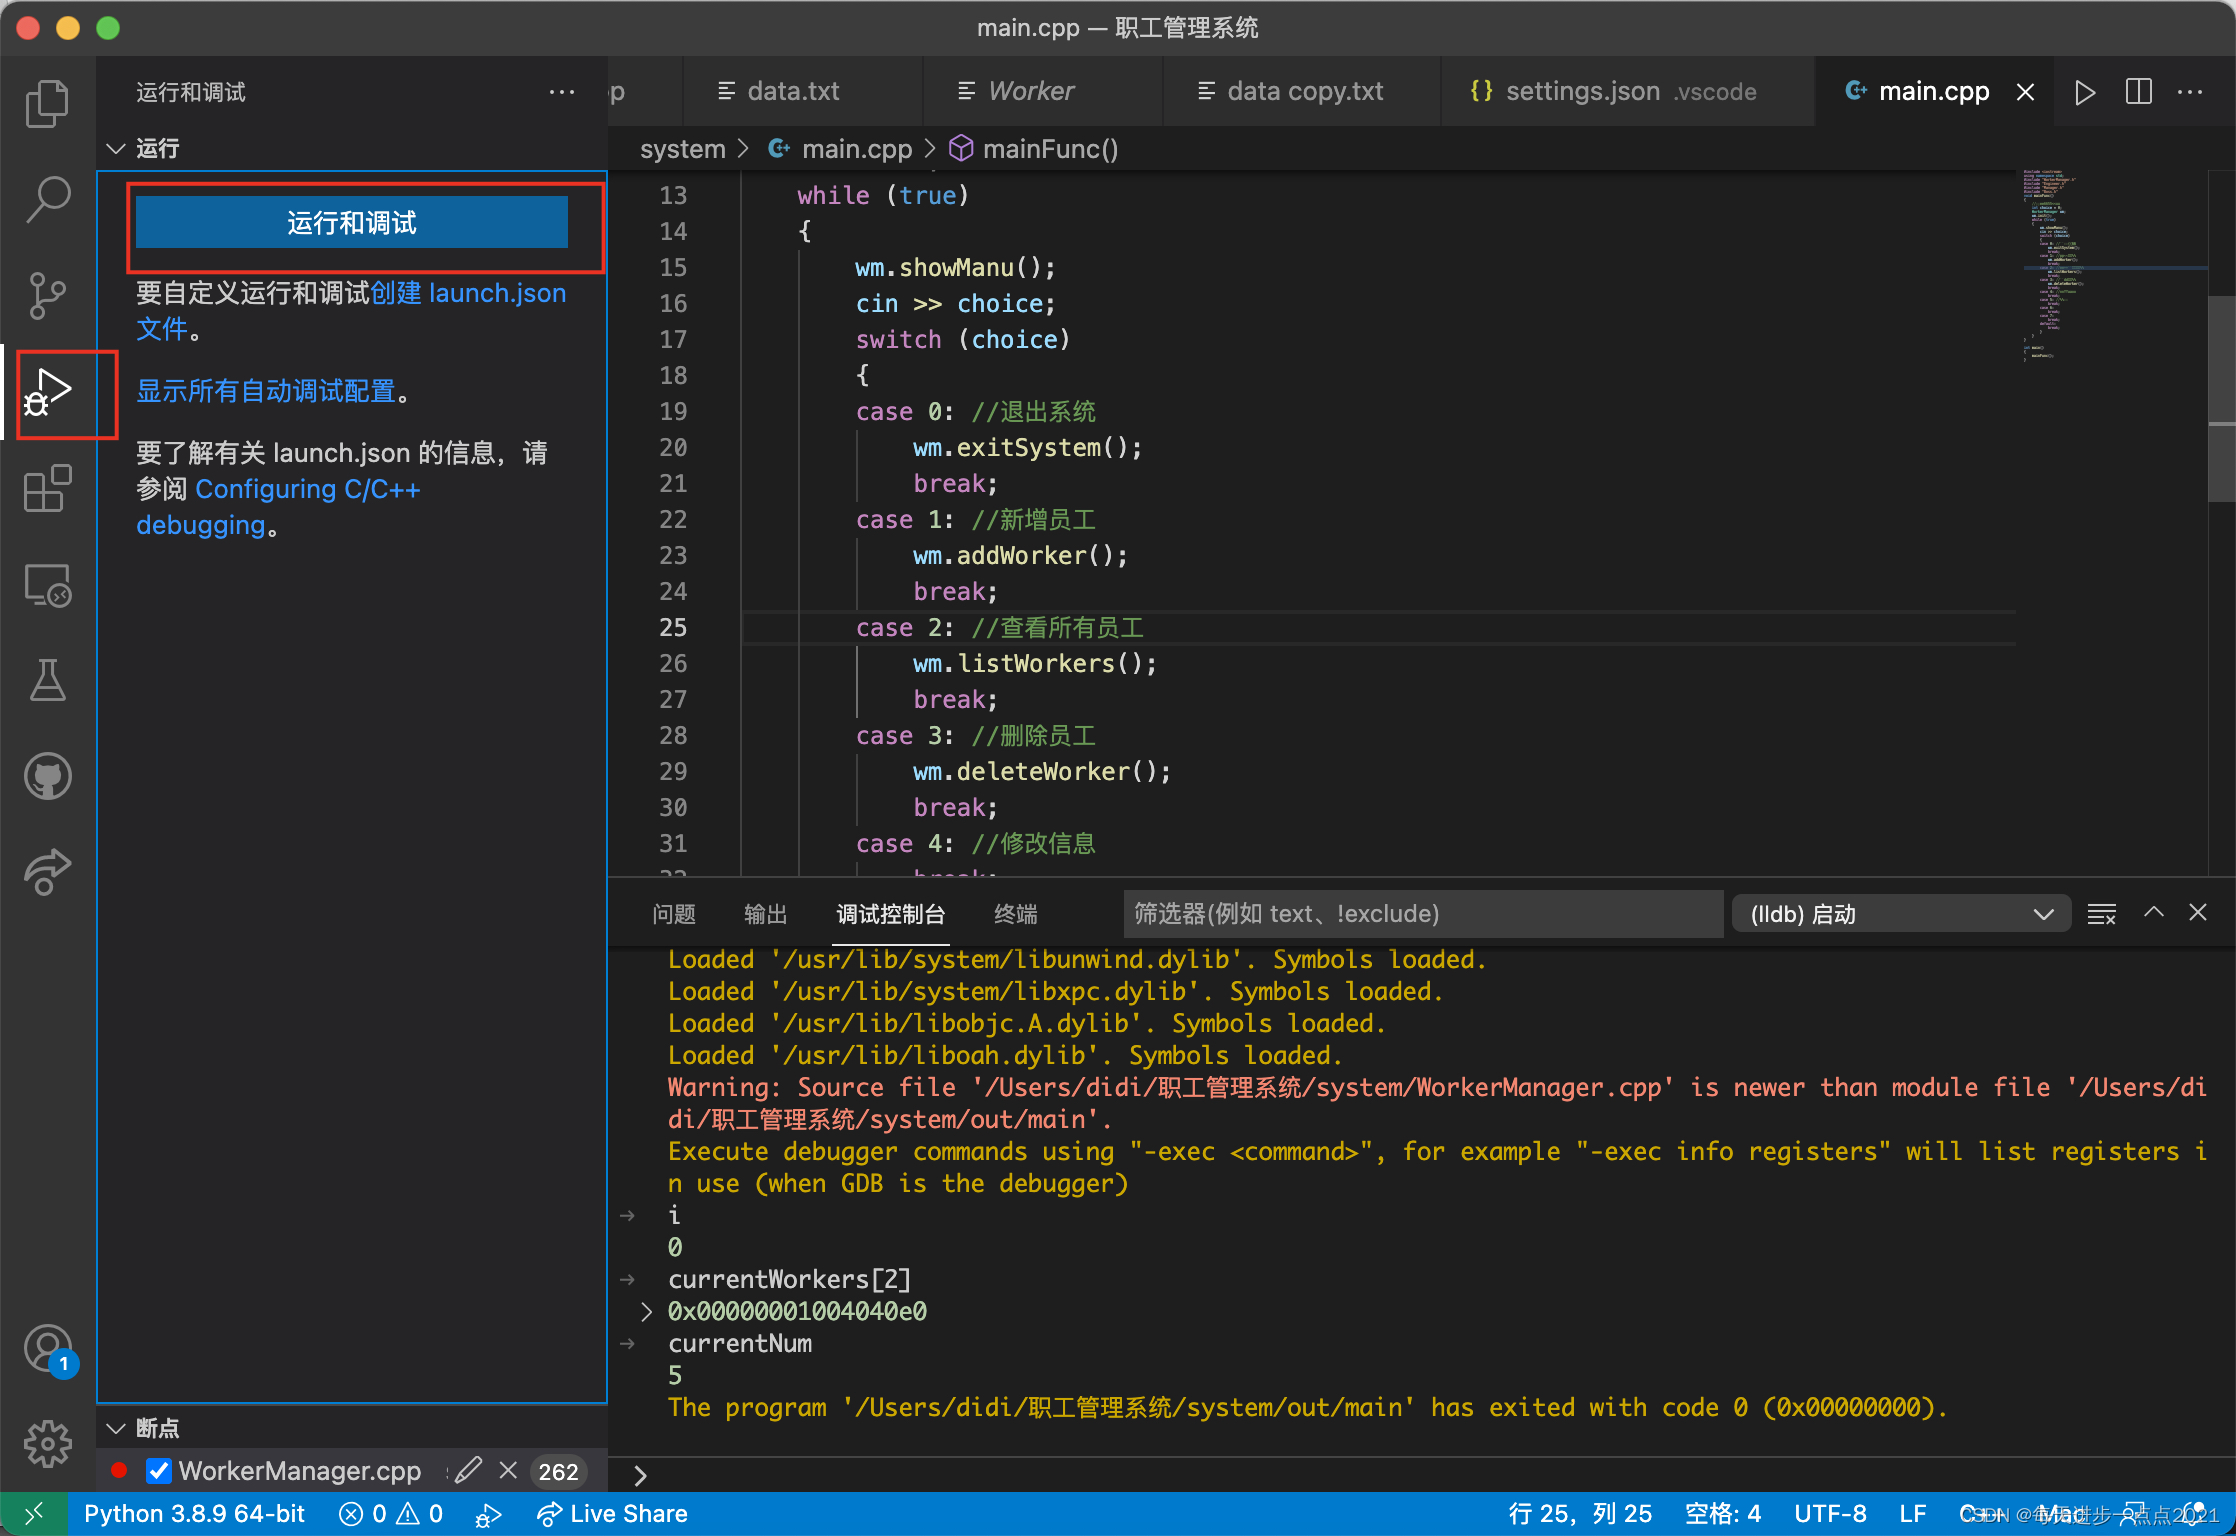 main.cpp — 职工管理系统
运行和调试
运行
运行和调试
要自定义运行和调试创建 launch.json
文件。
显示所有自动调试配置。
要了解有关 launch.json 的信息，请
参阅 Configuring C/C++
debugging。
断点
WorkerManager.cpp 262
p data.txt Worker data copy.txt settings.json .vscode main.cpp
system > main.cpp > mainFunc()
13 while (true)
14 {
15 wm.showManu();
16 cin >> choice;
17 switch (choice)
18 {
19 case 0: //退出系统
20 wm.exitSystem();
21 break;
22 case 1: //新增员工
23 wm.addWorker();
24 break;
25 case 2: //查看所有员工
26 wm.listWorkers();
27 break;
28 case 3: //删除员工
29 wm.deleteWorker();
30 break;
31 case 4: //修改信息
32 break;
问题 输出 调试控制台 终端 筛选器(例如 text、!exclude) (lldb) 启动
Loaded '/usr/lib/system/libunwind.dylib'. Symbols loaded.
Loaded '/usr/lib/system/libxpc.dylib'. Symbols loaded.
Loaded '/usr/lib/libobjc.A.dylib'. Symbols loaded.
Loaded '/usr/lib/liboah.dylib'. Symbols loaded.
Warning: Source file '/Users/didi/职工管理系统/system/WorkerManager.cpp' is newer than module file '/Users/di
di/职工管理系统/system/out/main'.
Execute debugger commands using "-exec <command>", for example "-exec info registers" will list registers i
n use (when GDB is the debugger)
i
0
currentWorkers[2]
0x00000001004040e0
currentNum
5
The program '/Users/didi/职工管理系统/system/out/main' has exited with code 0 (0x00000000).
1
Python 3.8.9 64-bit 0 0 Live Share 行 25，列 25 空格: 4 UTF-8 LF C++ Mac
CSDN @每天进步一点点2021